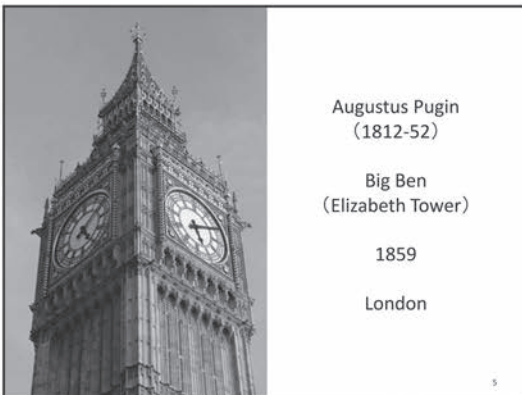 Augustus Pugin
（1812-52）
Big Ben
（Elizabeth Tower）
1859
London
5